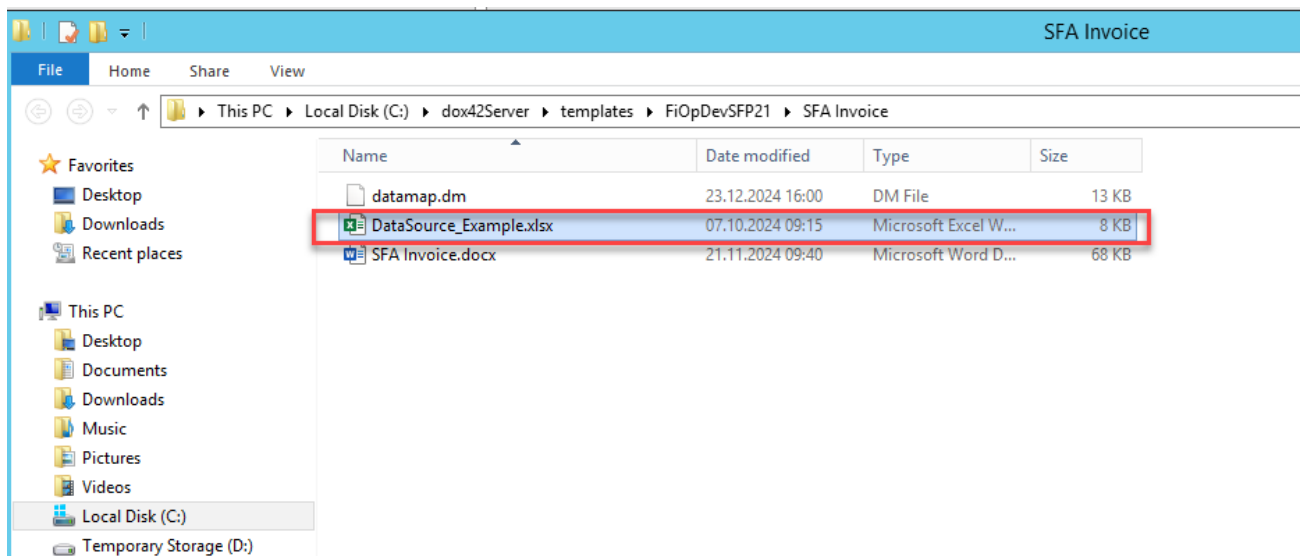 SFA Invoice
File Home Share View
This PC Local Disk (C:) dox42Server templates FiOpDevSFP21 SFA Invoice
Name Date modified Type Size
datamap.dm 23.12.2024 16:00 DM File 13 KB
DataSource_Example.xlsx 07.10.2024 09:15 Microsoft Excel W... 8 KB
SFA Invoice.docx 21.11.2024 09:40 Microsoft Word D... 68 KB
Favorites
Desktop
Downloads
Recent places
This PC
Desktop
Documents
Downloads
Music
Pictures
Videos
Local Disk (C:)
Temporary Storage (D:)